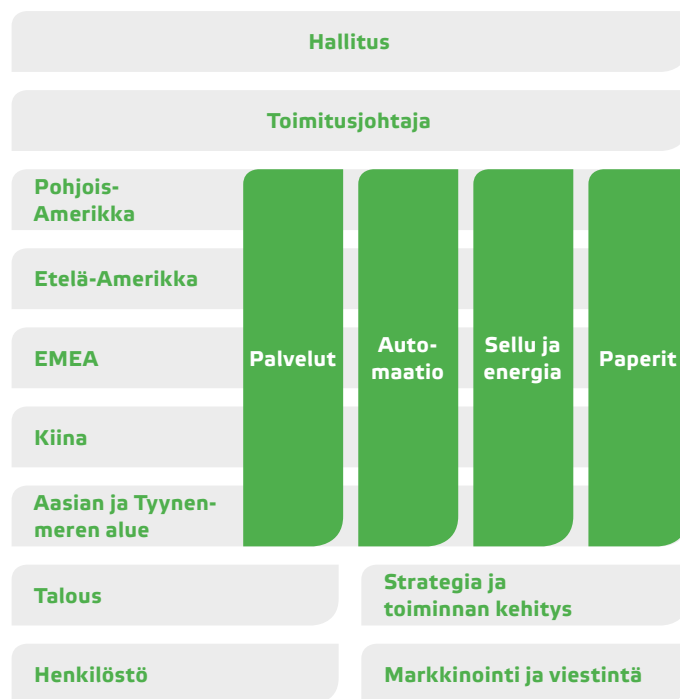 Hallitus
Toimitusjohtaja
Pohjois-
Amerikka
Etelä-Amerikka
EMEA
Kiina
Aasian ja Tyynen-
meren alue
Palvelut
Auto-
maatio
Sellu ja
energia
Paperit
Talous
Strategia ja
toiminnan kehitys
Henkilöstö
Markkinointi ja viestintä